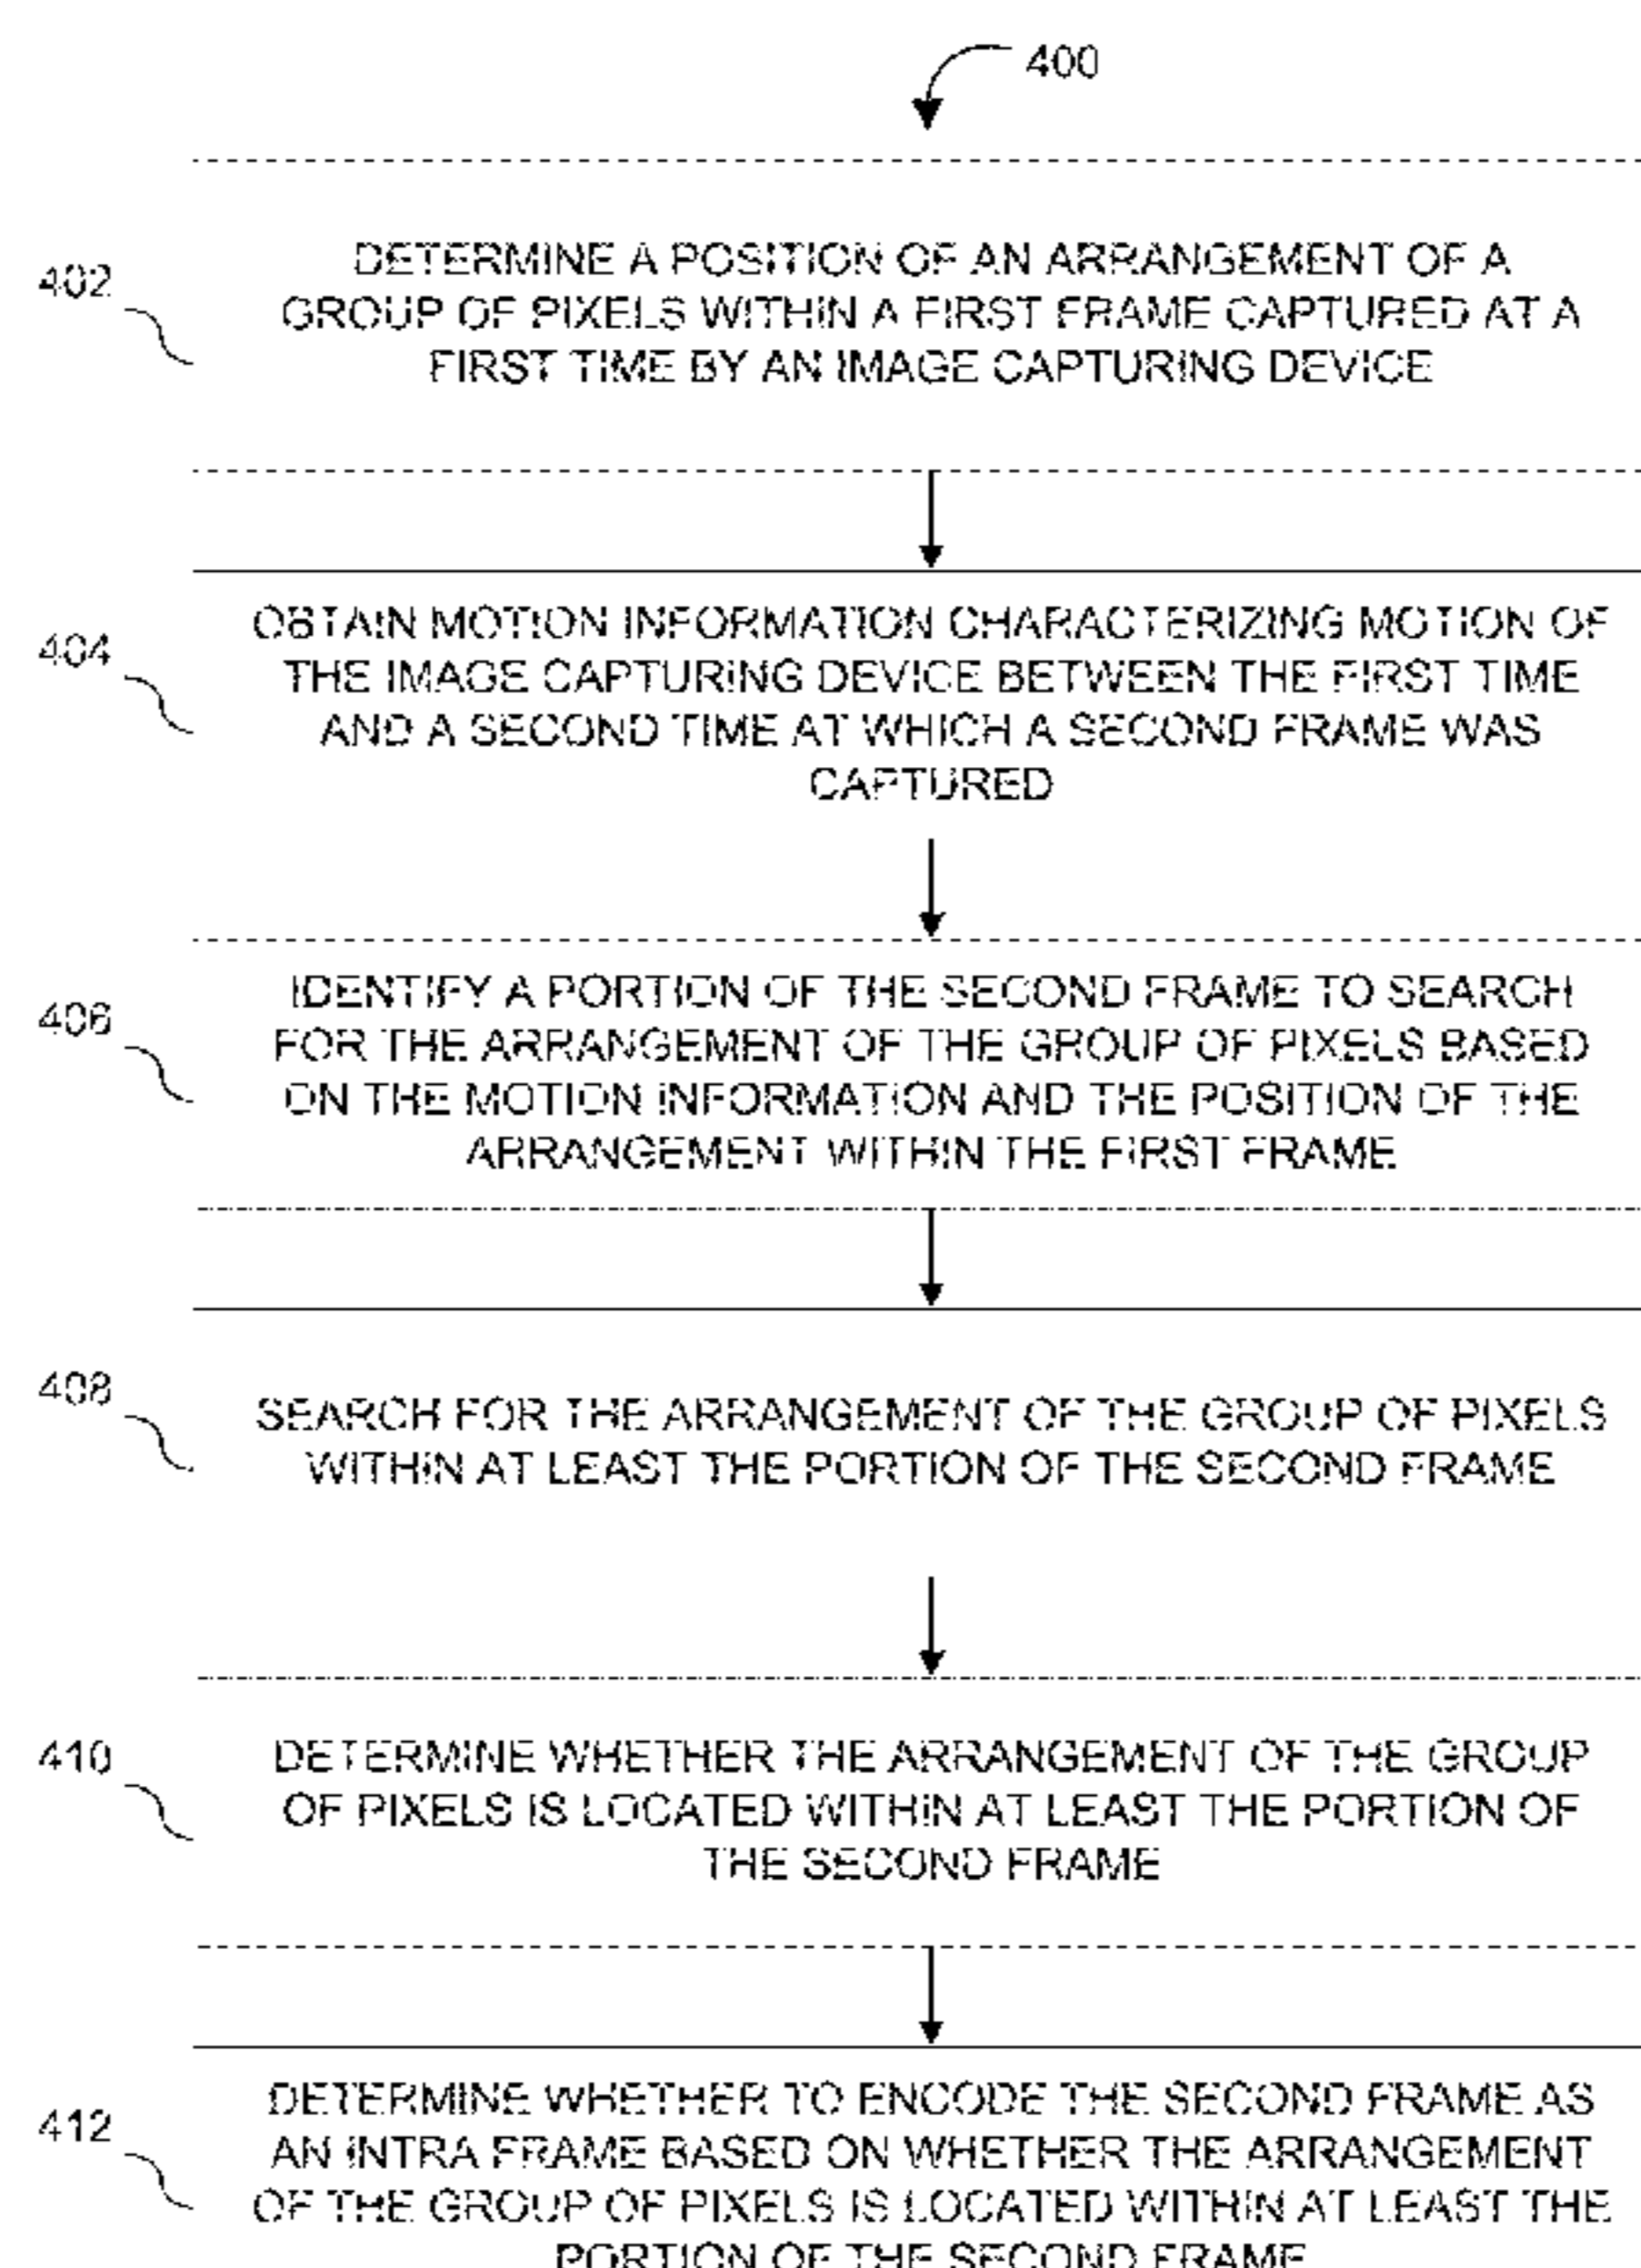 400
402
DETERMINE A POSITION OF AN ARRANGEMENT OF A
GROUP OF PIXELS WITHIN A FIRST FRAME CAPTURED AT A
FIRST TIME BY AN IMAGE CAPTURING DEVICE
404
OBTAIN MOTION INFORMATION CHARACTERIZING MOTION OF
THE IMAGE CAPTURING DEVICE BETWEEN THE FIRST TIME
AND A SECOND TIME AT WHICH A SECOND FRAME WAS
CAPTURED
406
IDENTIFY A PORTION OF THE SECOND FRAME TO SEARCH
FOR THE ARRANGEMENT OF THE GROUP OF PIXELS BASED
ON THE MOTION INFORMATION AND THE POSITION OF THE
ARRANGEMENT WITHIN THE FIRST FRAME
408
SEARCH FOR THE ARRANGEMENT OF THE GROUP OF PIXELS
WITHIN AT LEAST THE PORTION OF THE SECOND FRAME
410
DETERMINE WHETHER THE ARRANGEMENT OF THE GROUP
OF PIXELS IS LOCATED WITHIN AT LEAST THE PORTION OF
THE SECOND FRAME
412
DETERMINE WHETHER TO ENCODE THE SECOND FRAME AS
AN INTRA FRAME BASED ON WHETHER THE ARRANGEMENT
OF THE GROUP OF PIXELS IS LOCATED WITHIN AT LEAST THE
PORTION OF THE SECOND FRAME